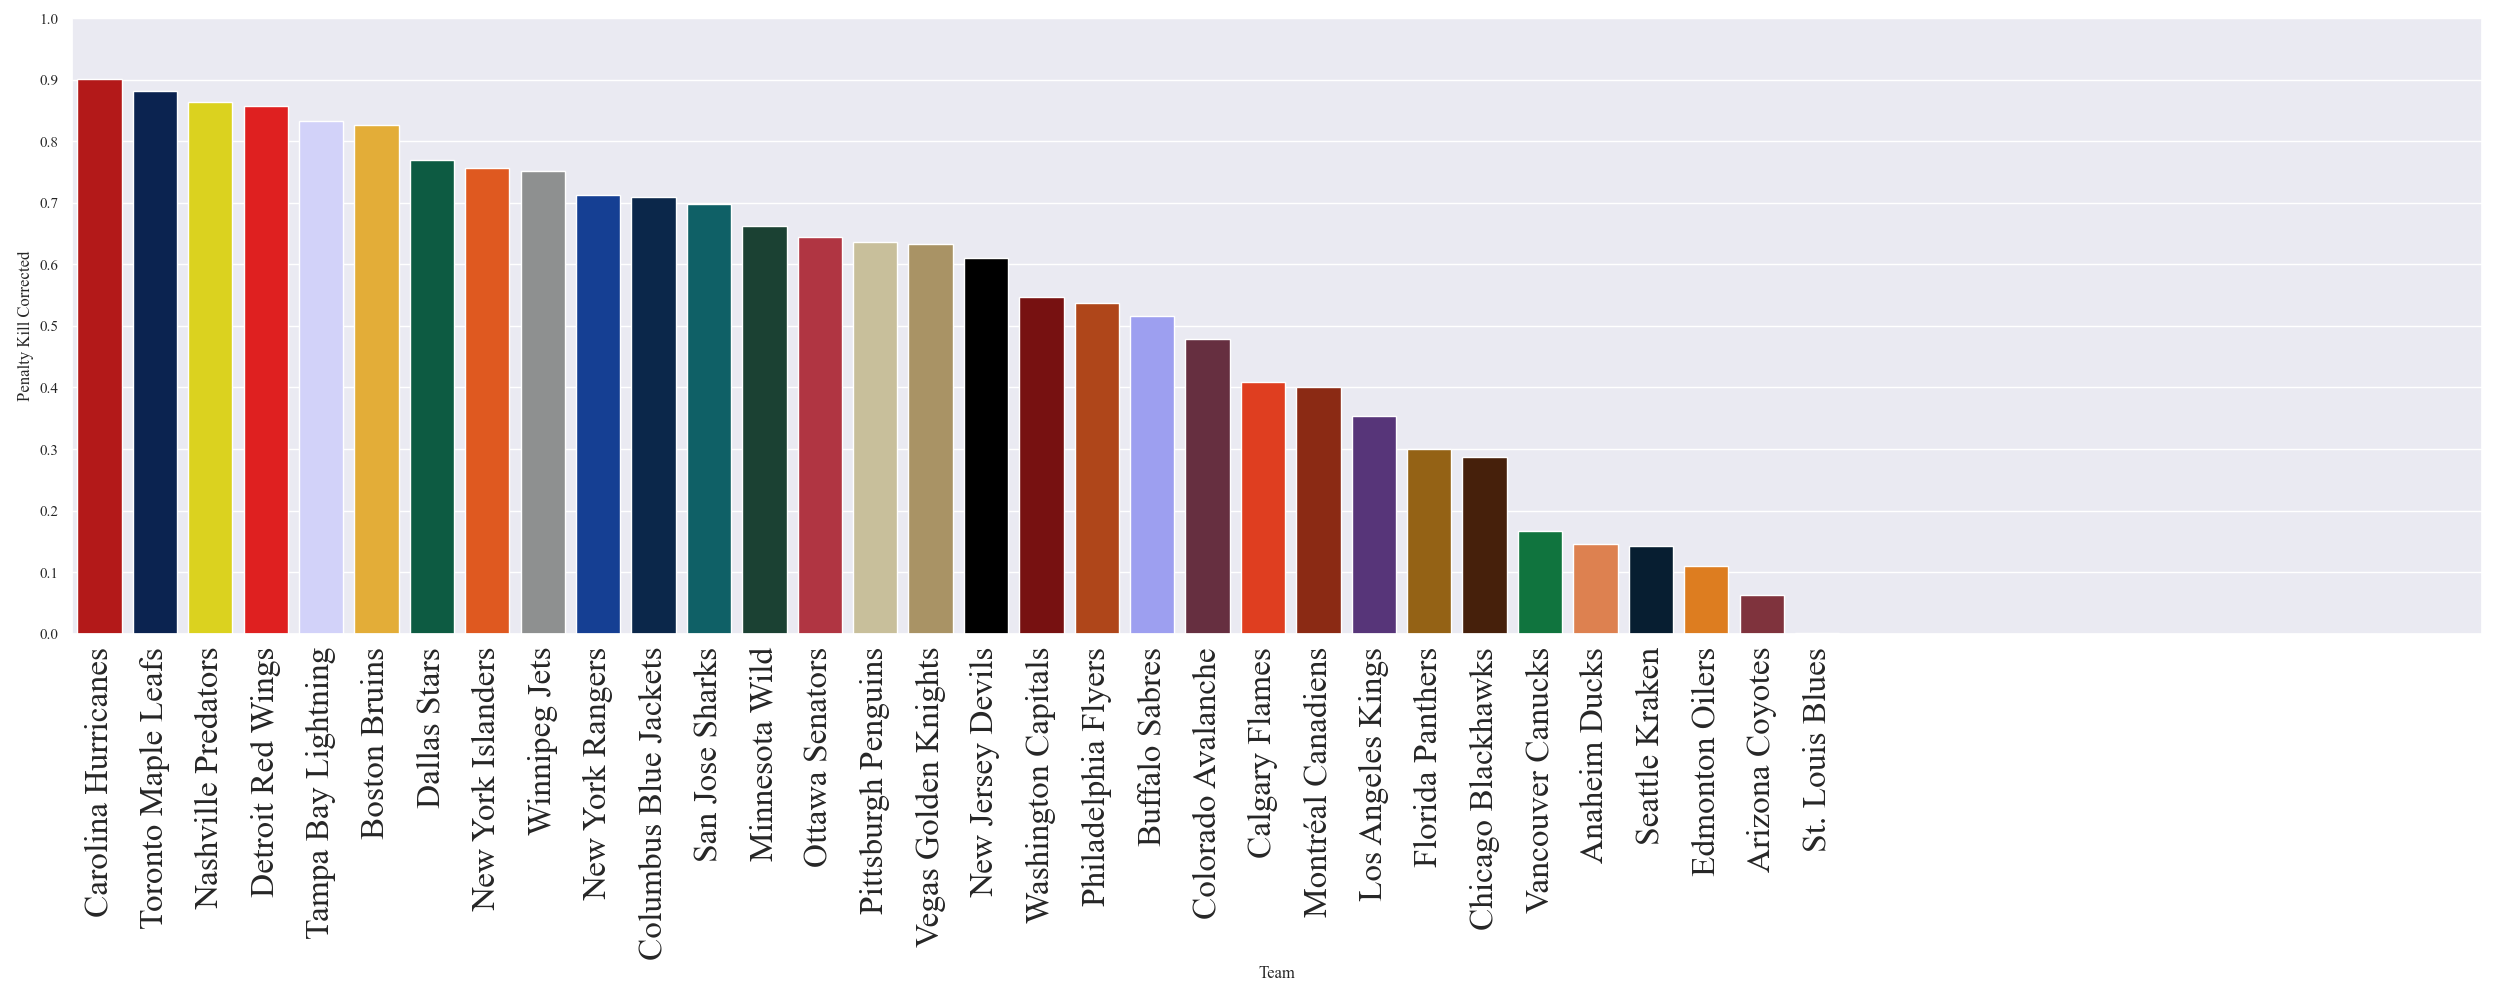 1.0
0.9
0.8
0.7
0.6
0.5
0.4
0.3
0.2
0.1
0.0
Penalty Kill Corrected
Carolina Hurricanes
Toronto Maple Leafs
Nashville Predators
Detroit Red Wings
Tampa Bay Lightning
Boston Bruins
Dallas Stars
New York Islanders
Winnipeg Jets
New York Rangers
Columbus Blue Jackets
San Jose Sharks
Minnesota Wild
Ottawa Senators
Pittsburgh Penguins
Vegas Golden Knights
New Jersey Devils
Washington Capitals
Philadelphia Flyers
Buffalo Sabres
Colorado Avalanche
Calgary Flames
Montréal Canadiens
Los Angeles Kings
Florida Panthers
Chicago Blackhawks
Vancouver Canucks
Anaheim Ducks
Seattle Kraken
Edmonton Oilers
Arizona Coyotes
St. Louis Blues
Team